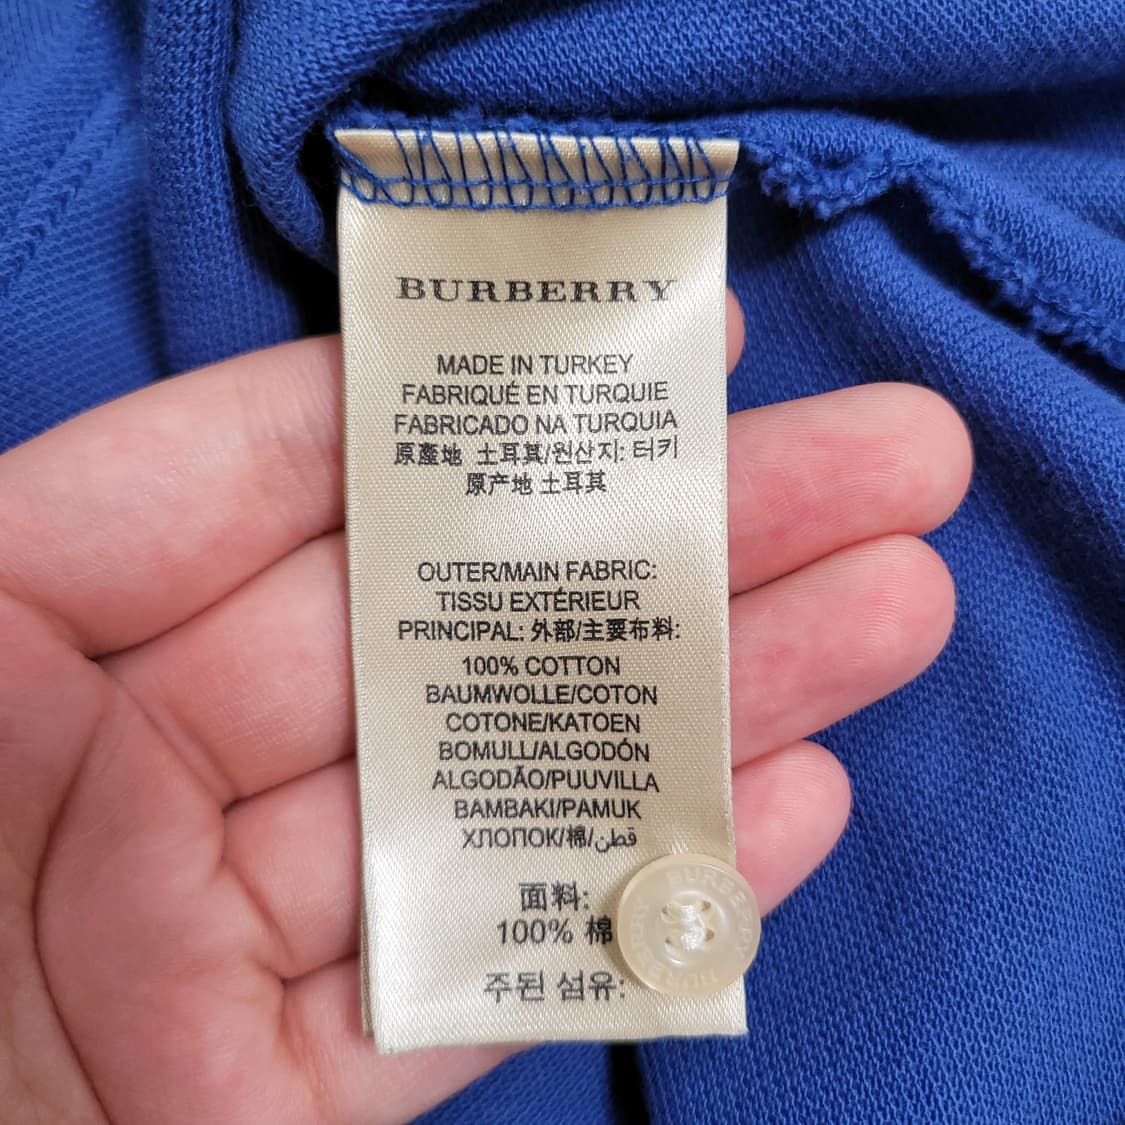 BURBERRY
MADE IN TURKEY
FABRIQUÉ EN TURQUIE
FABRICADO NA TURQUIA
原產地 土耳其/원산지: 터키
原产地 土耳其
OUTER/MAIN FABRIC:
TISSU EXTÉRIEUR
PRINCIPAL: 外部/主要布料:
100% COTTON
BAUMWOLLE/COTON
COTONE/KATOEN
BOMULL/ALGODÓN
ALGODÃO/PUUVILLA
BAMBAKI/PAMUK
ХЛОПОК/棉/قطن
面料:
100% 棉
주된 섬유:
BURBERRY
BURBERRY